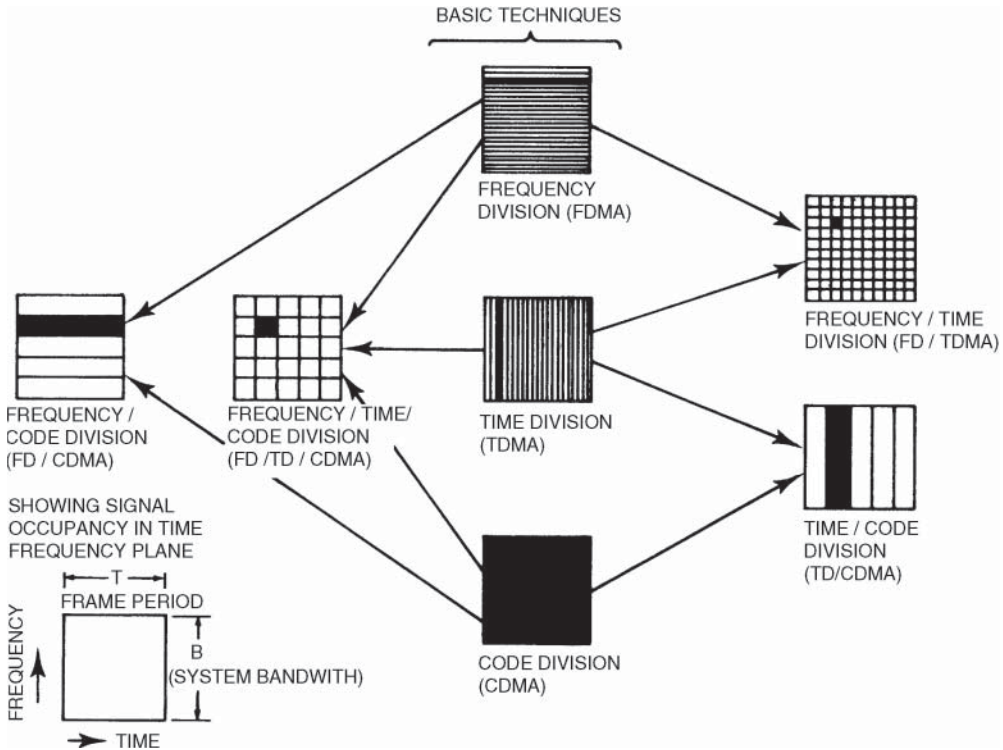 BASIC TECHNIQUES
FREQUENCY
DIVISION (FDMA)
FREQUENCY / TIME
DIVISION (FD / TDMA)
FREQUENCY /
CODE DIVISION
(FD / CDMA)
FREQUENCY / TIME/
CODE DIVISION
(FD /TD / CDMA)
TIME DIVISION
(TDMA)
TIME / CODE
DIVISION
(TD/CDMA)
CODE DIVISION
(CDMA)
SHOWING SIGNAL
OCCUPANCY IN TIME
FREQUENCY PLANE
T
FRAME PERIOD
B
(SYSTEM BANDWITH)
FREQUENCY
TIME